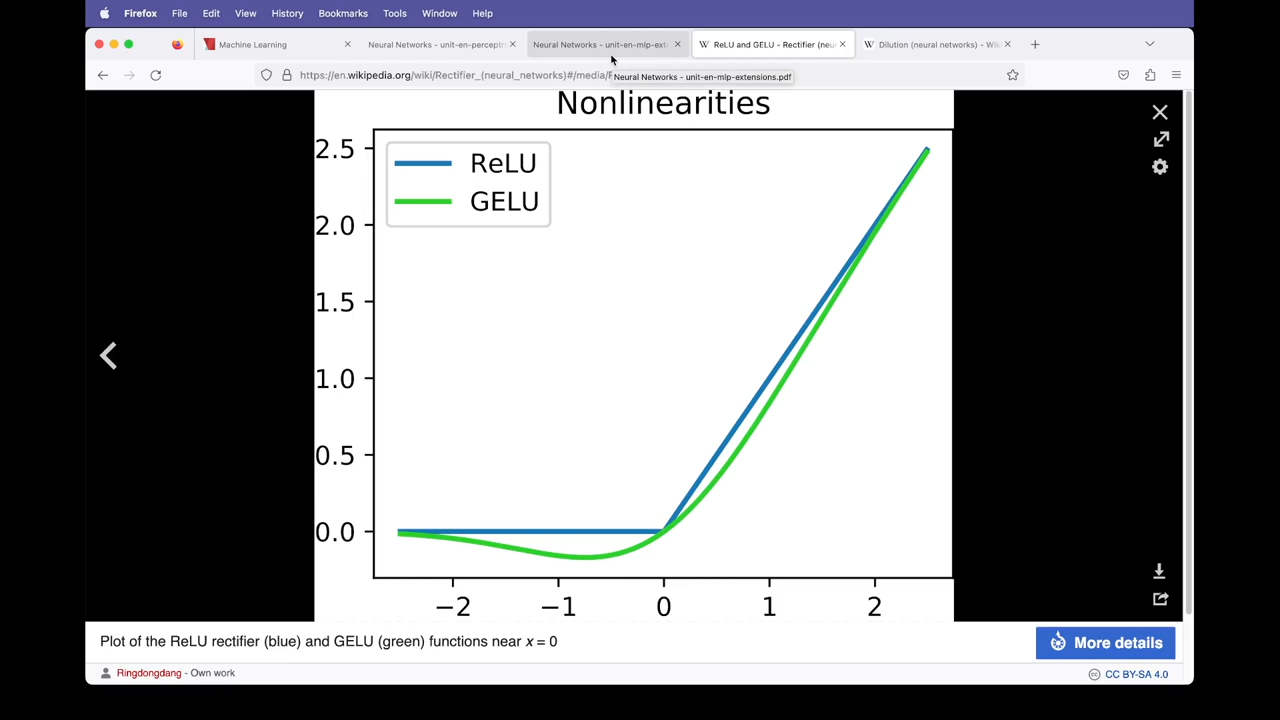 Firefox File Edit View History Bookmarks Tools Window Help
Machine Learning
Neural Networks - unit-en-perceptr
Neural Networks - unit-en-mlp-exte
ReLU and GELU - Rectifier (neur
Dilution (neural networks) - Wik
https://en.wikipedia.org/wiki/Rectifier_(neural_networks)#/media/F
Neural Networks - unit-en-mlp-extensions.pdf
Nonlinearities
2.5
ReLU
GELU
2.0
1.5
1.0
0.5
0.0
−2 −1 0 1 2
Plot of the ReLU rectifier (blue) and GELU (green) functions near x = 0
More details
Ringdongdang - Own work
CC BY-SA 4.0